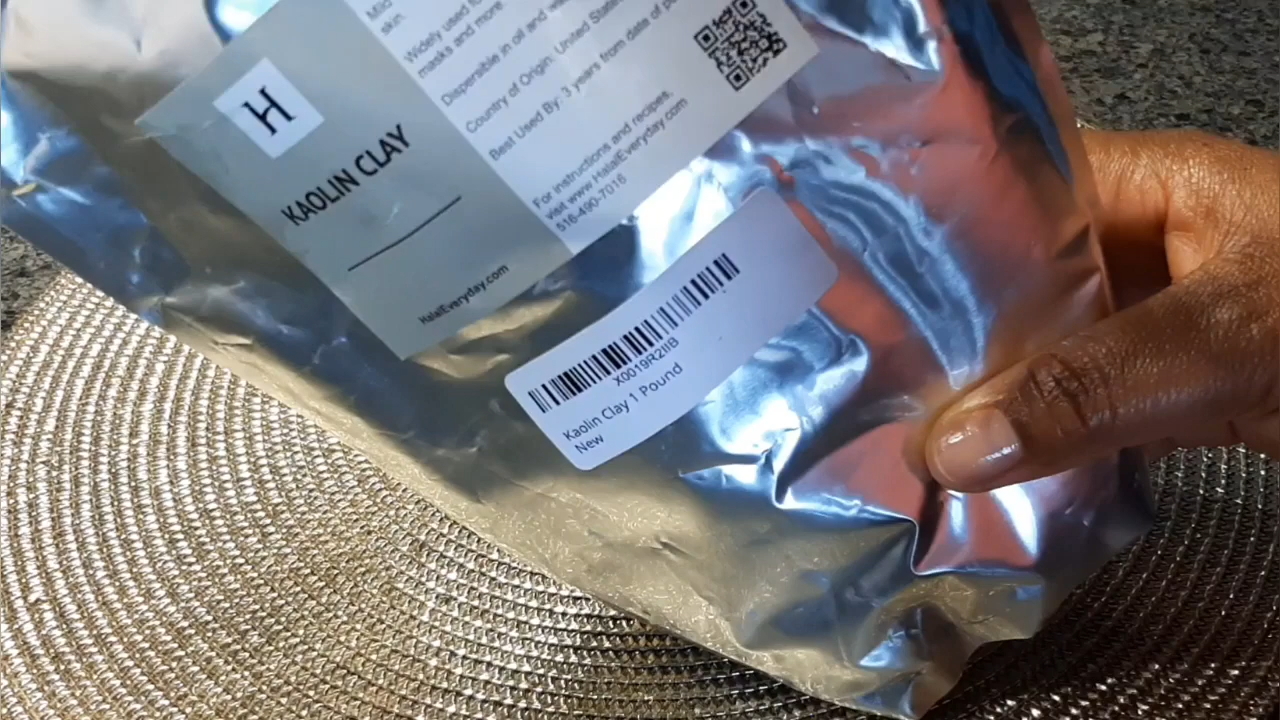 H
KAOLIN CLAY
HalalEveryday.com
Mild
skin.
Widely used
masks and more.
Dispersible in oil and
Country of Origin: United
Best Used By: 3 years from date of
For instructions and recipes,
visit www.HalalEveryday.com
516-490-7016
X0019R2IIB
Kaolin Clay 1 Pound
New